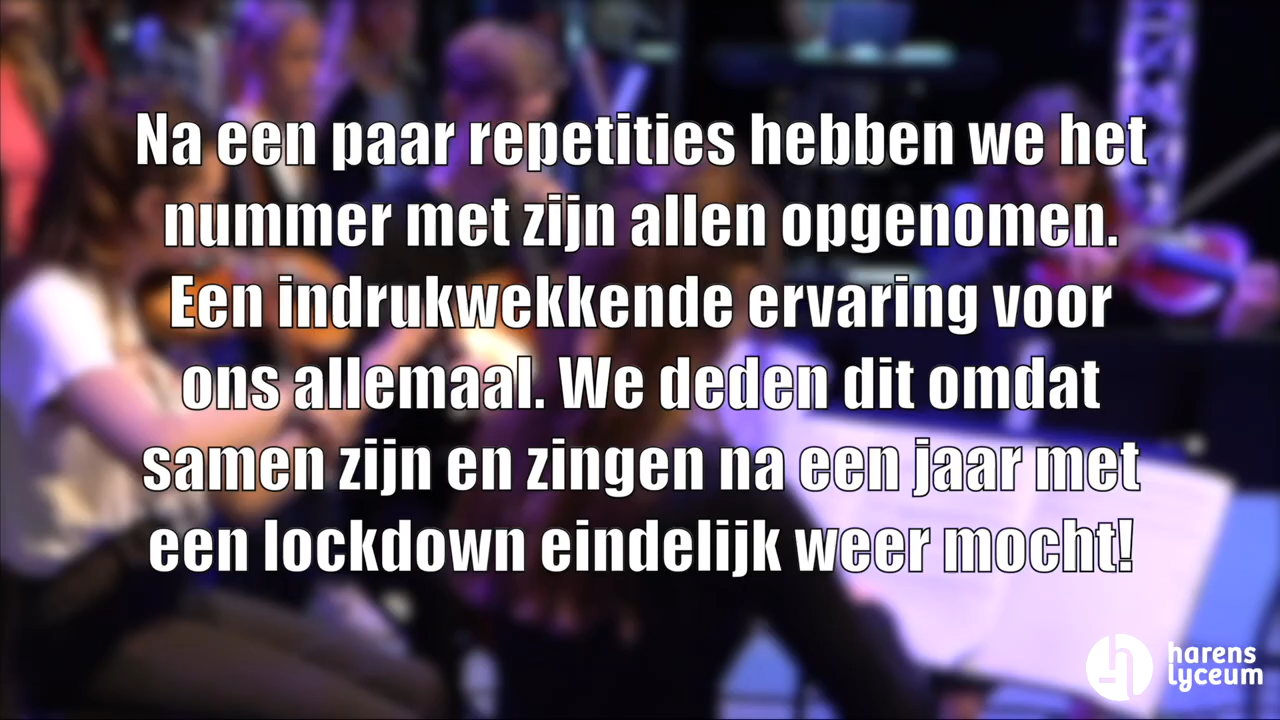 Na een paar repetities hebben we het
nummer met zijn allen opgenomen.
Een indrukwekkende ervaring voor
ons allemaal. We deden dit omdat
samen zijn en zingen na een jaar met
een lockdown eindelijk weer mocht!
harens
lyceum